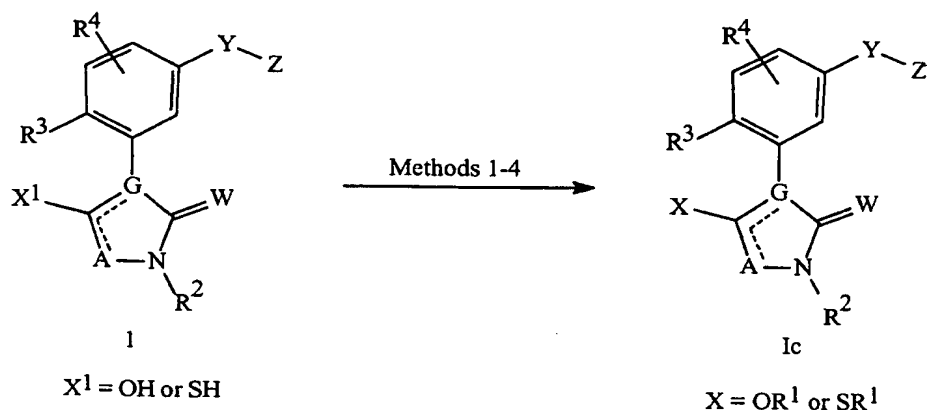 R⁴
Y
Z
R³
X¹
G
W
A
N
R²
1
X¹ = OH or SH
Methods 1-4
R⁴
Y
Z
R³
X
G
W
A
N
R²
Ic
X = OR¹ or SR¹